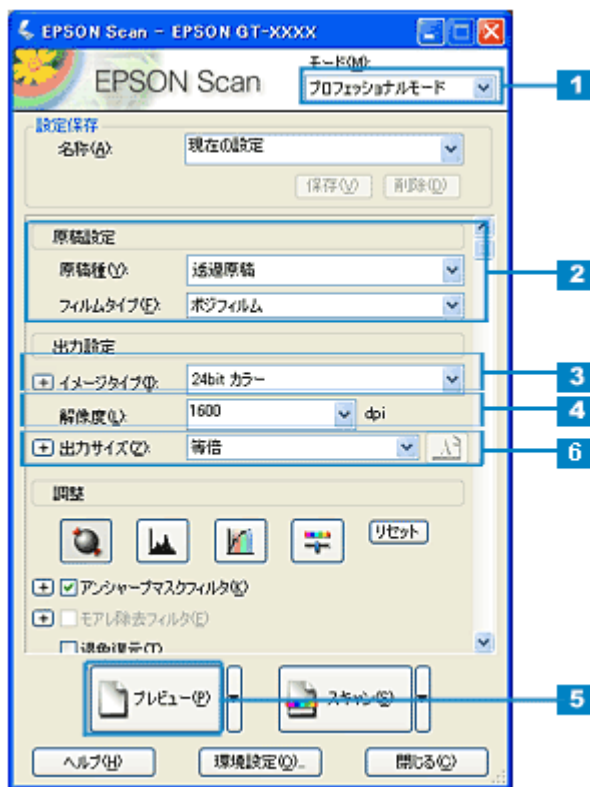 EPSON Scan - EPSON GT-XXXX
モード(M):
EPSON Scan
プロフェッショナルモード
1
設定保存
名称(A):
現在の設定
保存(V)
削除(D)
原稿設定
原稿種(Y):
透過原稿
2
フィルムタイプ(F):
ポジフィルム
出力設定
イメージタイプ(I):
24bit カラー
3
解像度(L):
1600
dpi
4
出力サイズ(Z):
等倍
6
調整
リセット
アンシャープマスクフィルタ(K)
モアレ除去フィルタ(E)
退色復元(T)
プレビュー(P)
スキャン(S)
5
ヘルプ(H)
環境設定(O)...
閉じる(C)